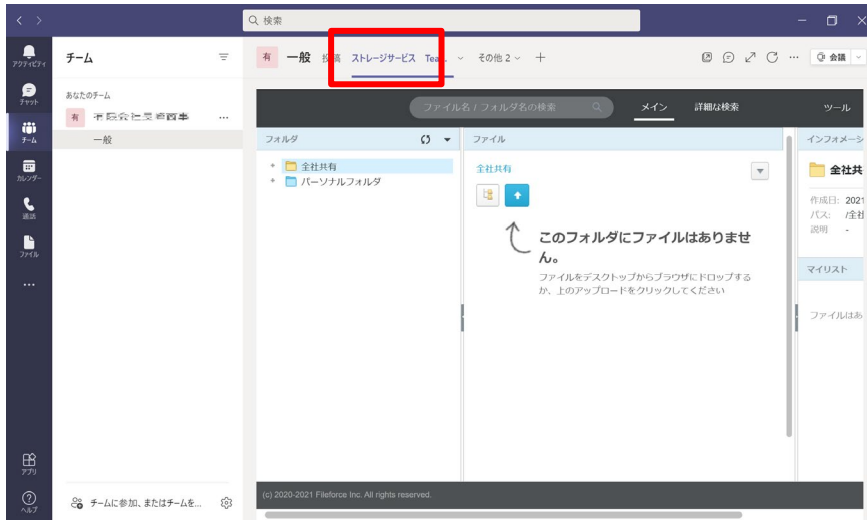 検索
アクティビティ
チャット
チーム
カレンダー
通話
ファイル
アプリ
ヘルプ
チーム
あなたのチーム
有
一般
チームに参加、またはチームを...
有 一般 投稿 ストレージサービス Tea... その他 2
会議
ファイル名 / フォルダ名の検索 メイン 詳細な検索 ツール
フォルダ
全社共有
パーソナルフォルダ
ファイル
全社共有
このフォルダにファイルはありませ
ん。
ファイルをデスクトップからブラウザにドロップする
か、上のアップロードをクリックしてください
インフォメーシ
全社共
作成日: 2021
パス: /全社
説明 -
マイリスト
ファイルはあ
(c) 2020-2021 Fileforce Inc. All rights reserved.